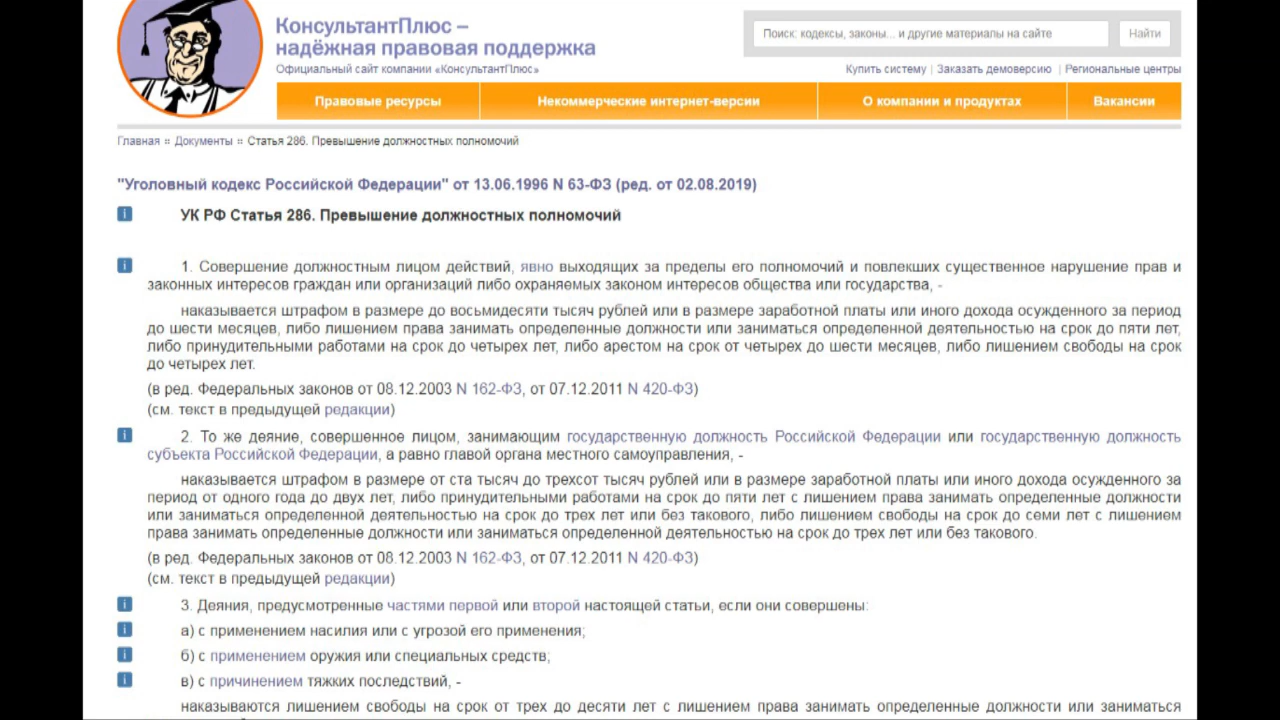 КонсультантПлюс –
надёжная правовая поддержка
Официальный сайт компании «КонсультантПлюс»
Поиск: кодексы, законы... и другие материалы на сайте
Найти
Купить систему | Заказать демоверсию | Региональные центры
Правовые ресурсы
Некоммерческие интернет-версии
О компании и продуктах
Вакансии
Главная :: Документы :: Статья 286. Превышение должностных полномочий
"Уголовный кодекс Российской Федерации" от 13.06.1996 N 63-ФЗ (ред. от 02.08.2019)
УК РФ Статья 286. Превышение должностных полномочий
1. Совершение должностным лицом действий, явно выходящих за пределы его полномочий и повлекших существенное нарушение прав и
законных интересов граждан или организаций либо охраняемых законом интересов общества или государства, -
наказывается штрафом в размере до восьмидесяти тысяч рублей или в размере заработной платы или иного дохода осужденного за период
до шести месяцев, либо лишением права занимать определенные должности или заниматься определенной деятельностью на срок до пяти лет,
либо принудительными работами на срок до четырех лет, либо арестом на срок от четырех до шести месяцев, либо лишением свободы на срок
до четырех лет.
(в ред. Федеральных законов от 08.12.2003 N 162-ФЗ, от 07.12.2011 N 420-ФЗ)
(см. текст в предыдущей редакции)
2. То же деяние, совершенное лицом, занимающим государственную должность Российской Федерации или государственную должность
субъекта Российской Федерации, а равно главой органа местного самоуправления, -
наказывается штрафом в размере от ста тысяч до трехсот тысяч рублей или в размере заработной платы или иного дохода осужденного за
период от одного года до двух лет, либо принудительными работами на срок до пяти лет с лишением права занимать определенные должности
или заниматься определенной деятельностью на срок до трех лет или без такового, либо лишением свободы на срок до семи лет с лишением
права занимать определенные должности или заниматься определенной деятельностью на срок до трех лет или без такового.
(в ред. Федеральных законов от 08.12.2003 N 162-ФЗ, от 07.12.2011 N 420-ФЗ)
(см. текст в предыдущей редакции)
3. Деяния, предусмотренные частями первой или второй настоящей статьи, если они совершены:
а) с применением насилия или с угрозой его применения;
б) с применением оружия или специальных средств;
в) с причинением тяжких последствий, -
наказываются лишением свободы на срок от трех до десяти лет с лишением права занимать определенные должности или заниматься